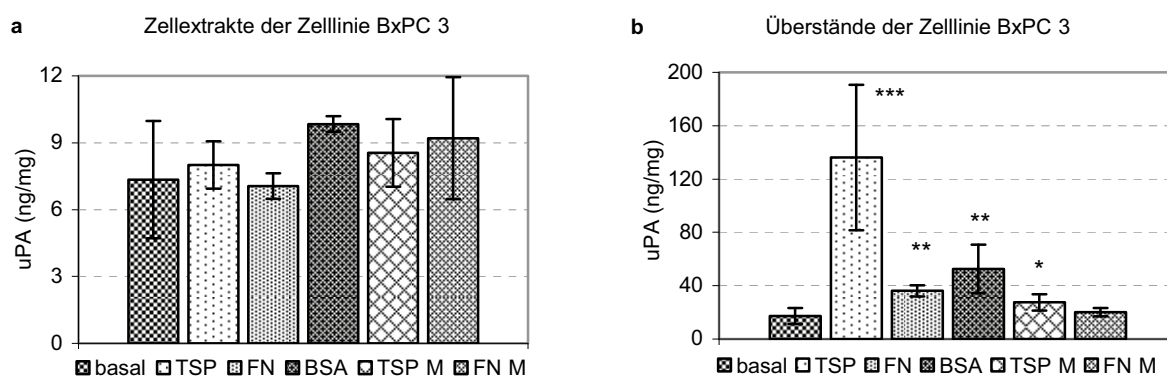 a Zellextrakte der Zelllinie BxPC 3
uPA (ng/mg)
12
9
6
3
0
basal TSP FN BSA TSP M FN M
b Überstände der Zelllinie BxPC 3
uPA (ng/mg)
200
160
120
80
40
0
***
**
**
*
basal TSP FN BSA TSP M FN M